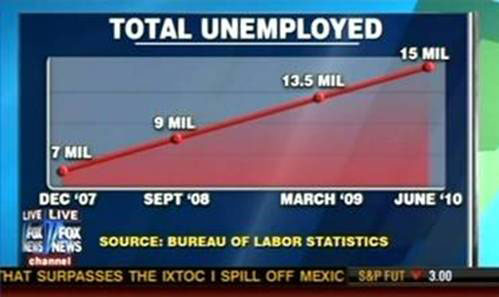 TOTAL UNEMPLOYED
15 MIL
13.5 MIL
9 MIL
7 MIL
DEC '07 SEPT '08 MARCH '09 JUNE '10
LIVE LIVE
FOX FOX
NEWS NEWS
channel
SOURCE: BUREAU OF LABOR STATISTICS
THAT SURPASSES THE IXTOC I SPILL OFF MEXIC S&P FUT ▼ 3.00